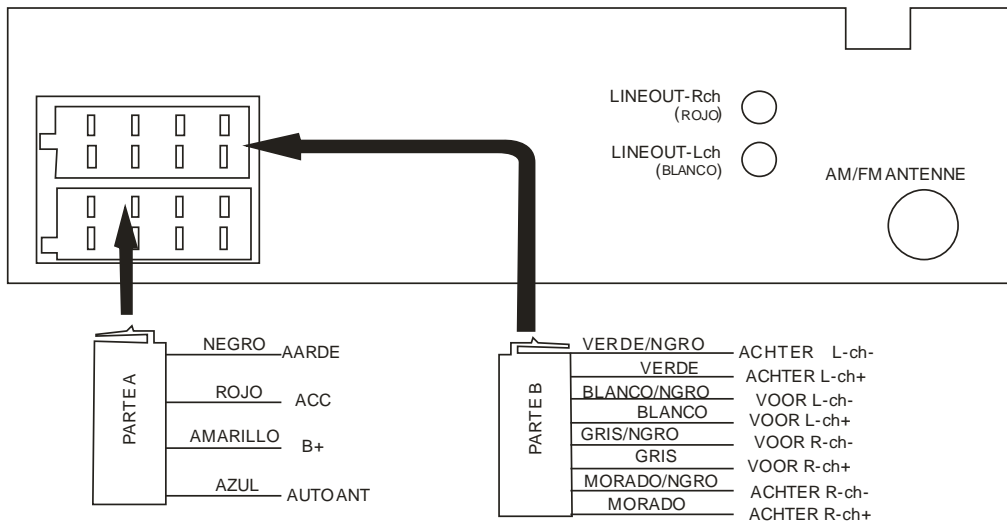 LINEOUT-Rch
(ROJO)
LINEOUT-Lch
(BLANCO)
AM/FM ANTENNE
PARTE A
NEGRO AARDE
ROJO ACC
AMARILLO B+
AZUL AUTO ANT
PARTE B
VERDE/NGRO ACHTER L-ch-
VERDE ACHTER L-ch+
BLANCO/NGRO VOOR L-ch-
BLANCO VOOR L-ch+
GRIS/NGRO VOOR R-ch-
GRIS VOOR R-ch+
MORADO/NGRO ACHTER R-ch-
MORADO ACHTER R-ch+